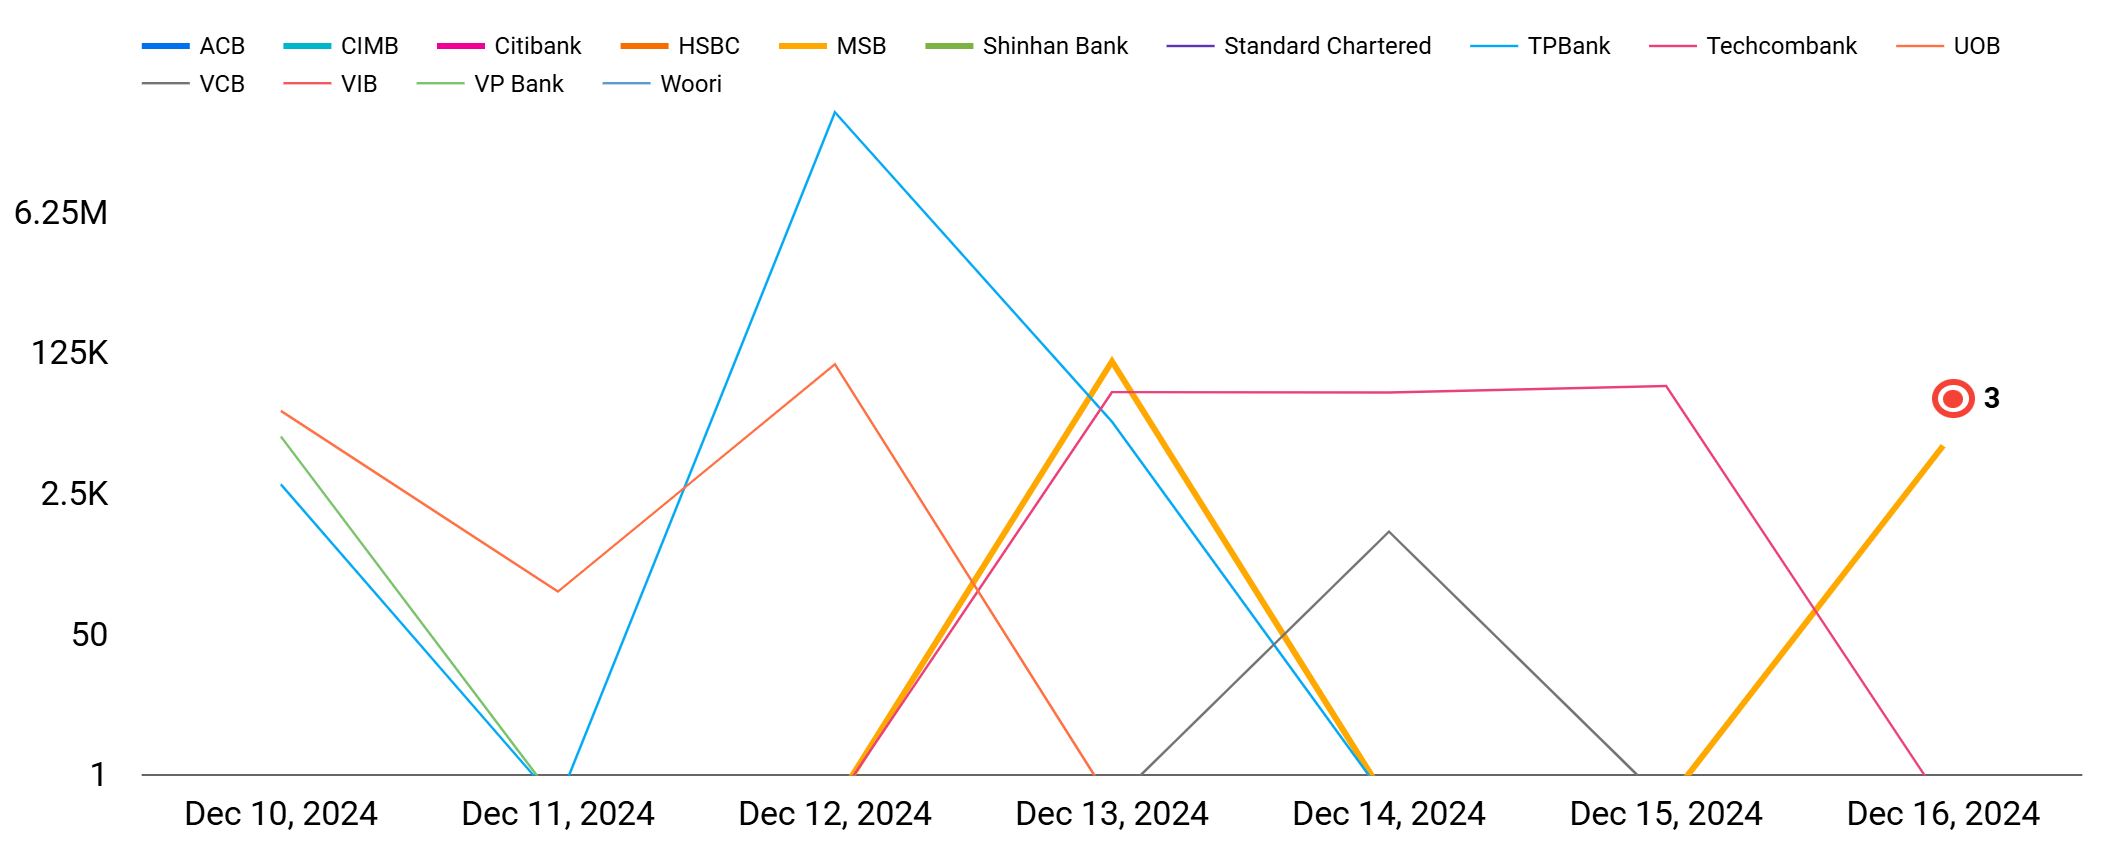 ACB CIMB Citibank HSBC MSB Shinhan Bank Standard Chartered TPBank Techcombank UOB
VCB VIB VP Bank Woori
6.25M
125K
3
2.5K
50
1
Dec 10, 2024 Dec 11, 2024 Dec 12, 2024 Dec 13, 2024 Dec 14, 2024 Dec 15, 2024 Dec 16, 2024